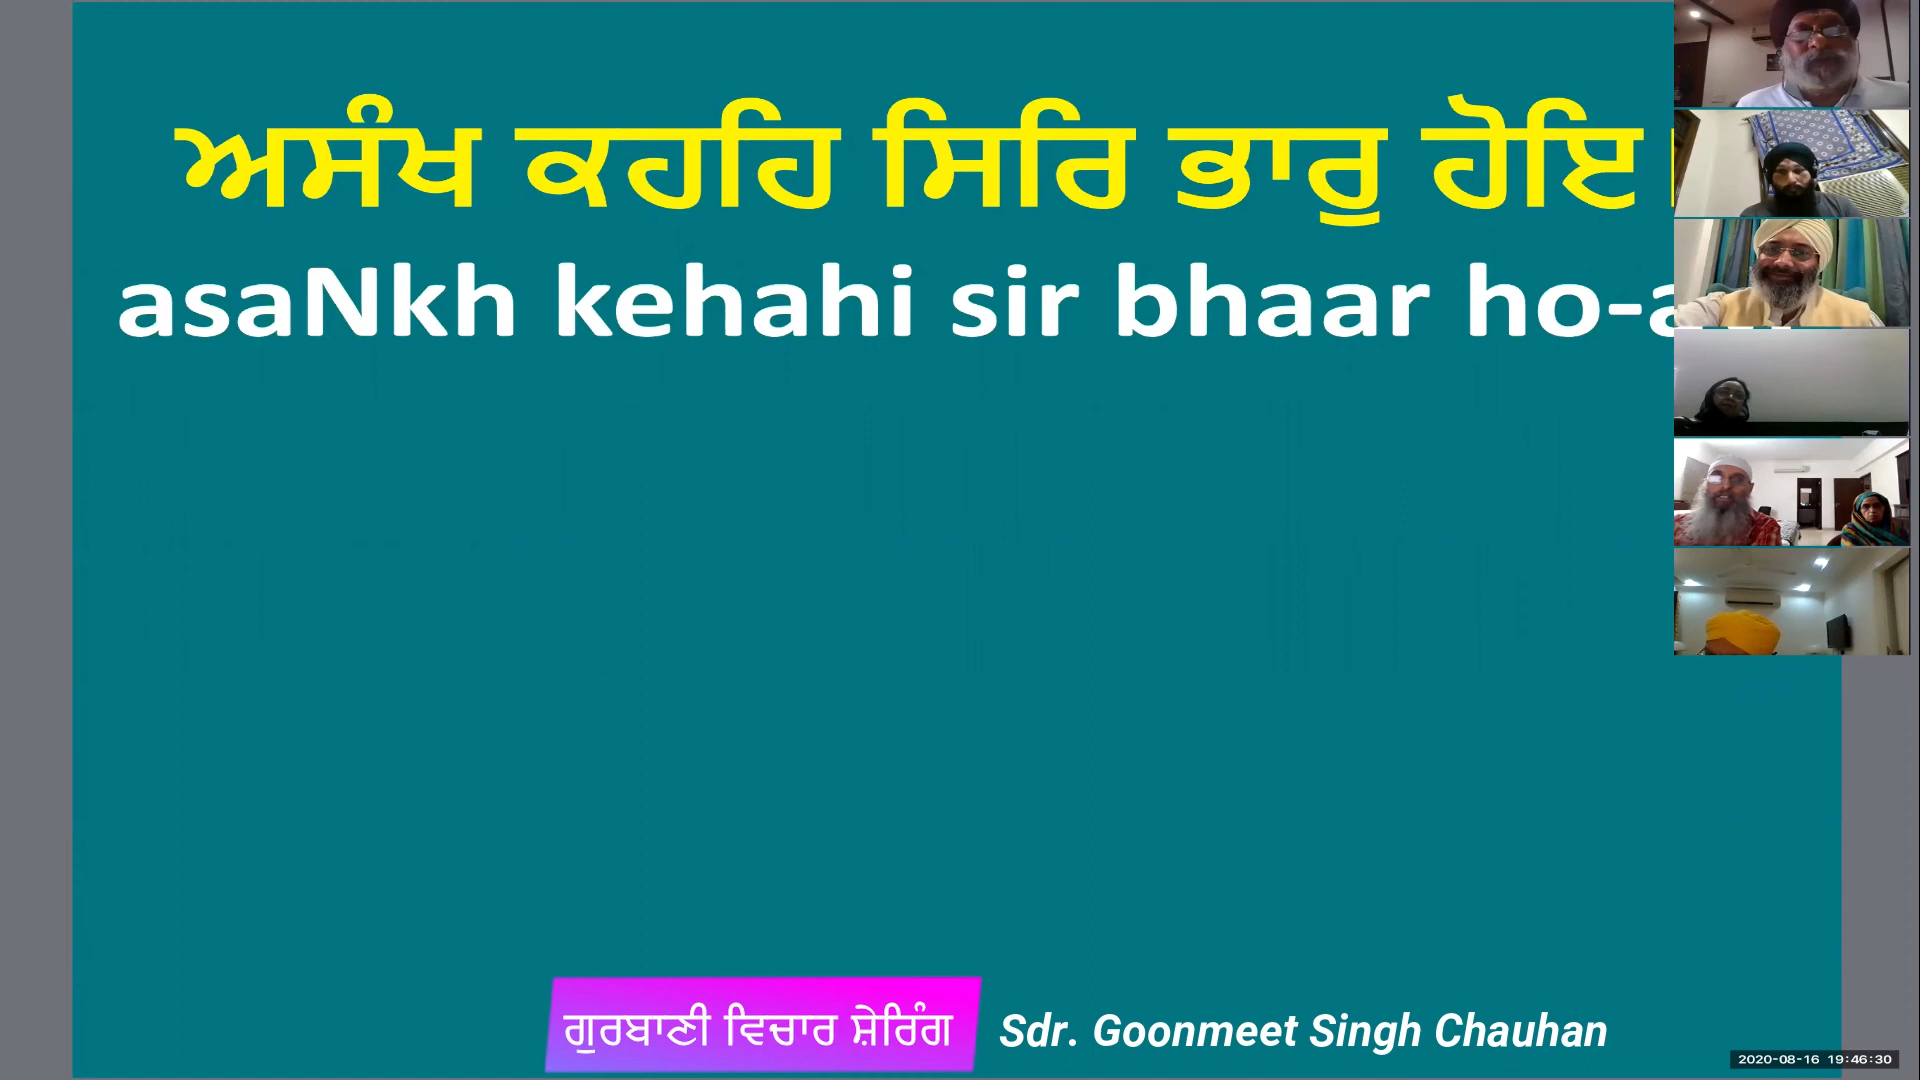 ਅਸੰਖ ਕਹਹਿ ਸਿਰਿ ਭਾਰੁ ਹੋਇ
asaNkh kehahi sir bhaar
ਗੁਰਬਾਣੀ ਵਿਚਾਰ ਸ਼ੇਰਿੰਗ
Sdr. Goonmeet Singh Chauhan
2020-08-16 19:46:30